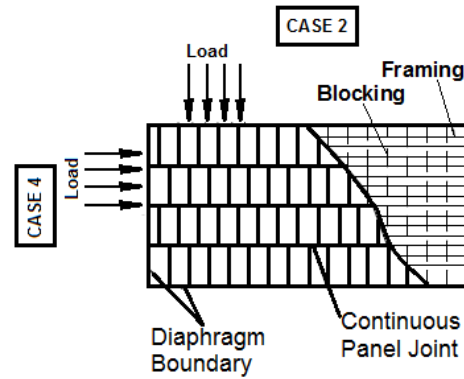 CASE 2
Load
Framing
Blocking
Load
CASE 4
Diaphragm
Boundary
Continuous
Panel Joint